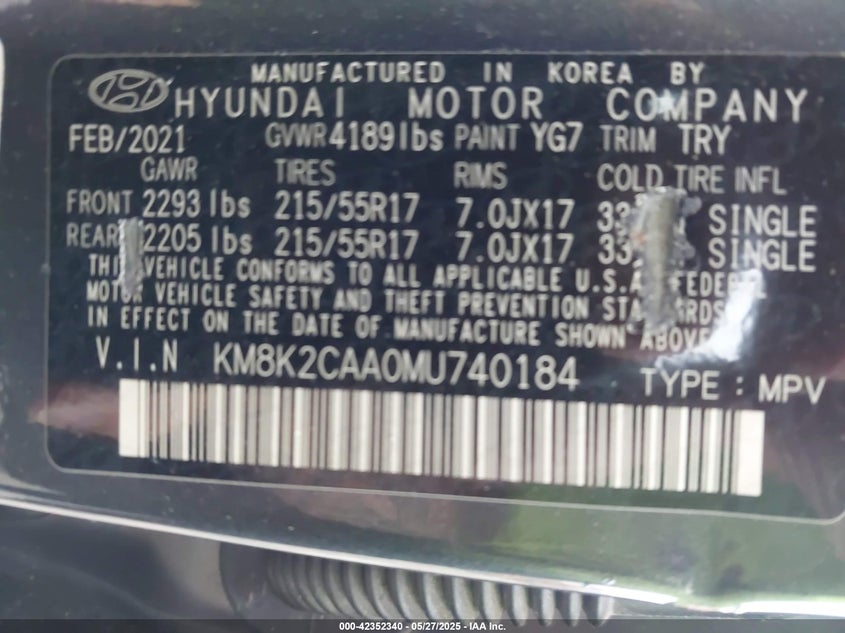 MANUFACTURED IN KOREA BY
HYUNDAI MOTOR COMPANY
FEB/2021 GVWR 4189lbs PAINT YG7 TRIM TRY
GAWR TIRES RIMS COLD TIRE INFL
FRONT 2293 lbs 215/55R17 7.0JX17 SINGLE
REAR 2205 lbs 215/55R17 7.0JX17 SINGLE
VEHICLE CONFORMS TO ALL APPLICABLE U.S.A
MOTOR VEHICLE SAFETY AND THEFT PREVENTION
IN EFFECT ON THE DATE OF MANUFACTURE SHOWN ABOVE.
V.I.N KM8K2CAA0MU740184 TYPE : MPV
000-42352340 - 05/27/2025 - IAA Inc.